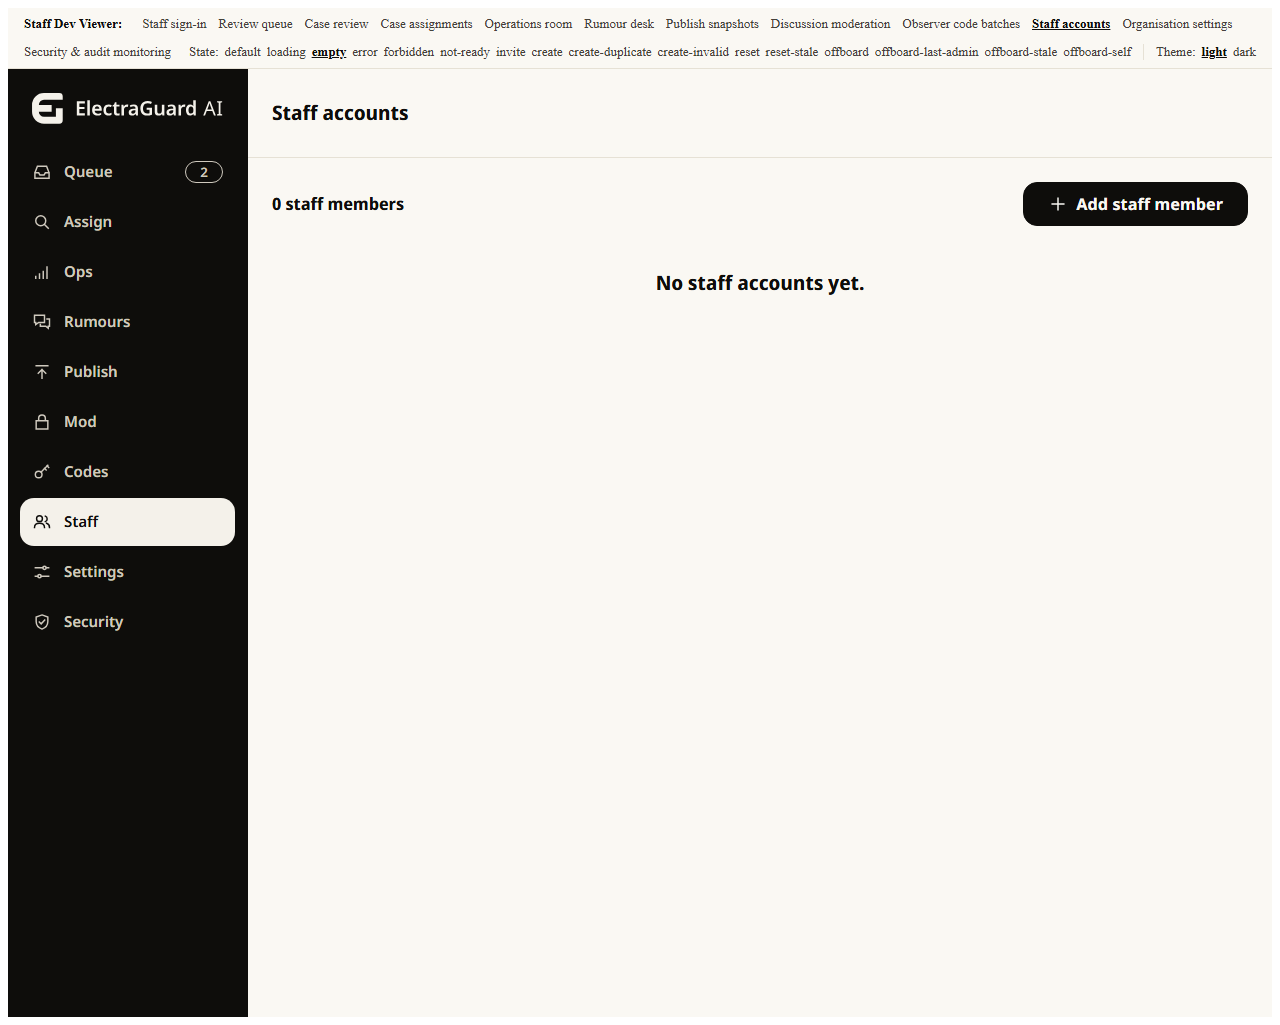 Staff Dev Viewer: Staff sign-in Review queue Case review Case assignments Operations room Rumour desk Publish snapshots Discussion moderation Observer code batches Staff accounts Organisation settings
Security & audit monitoring State: default loading empty error forbidden not-ready invite create create-duplicate create-invalid reset reset-stale offboard offboard-last-admin offboard-stale offboard-self Theme: light dark
ElectraGuard AI
Queue 2
Assign
Ops
Rumours
Publish
Mod
Codes
Staff
Settings
Security
Staff accounts
0 staff members
Add staff member
No staff accounts yet.